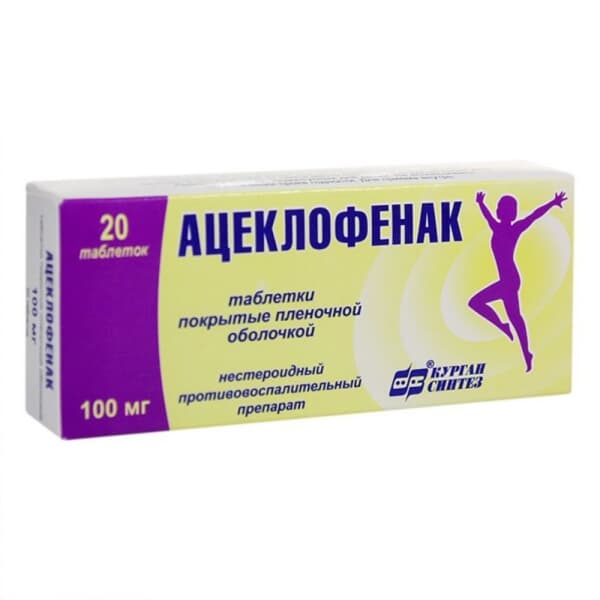 20
таблеток
100 мг
АЦЕКЛОФЕНАК
таблетки
покрытые пленочной
оболочкой
нестероидный
противовоспалительный
препарат
® КУРГАН
СИНТЕЗ
АЦЕКЛОФЕНАК
100 мг